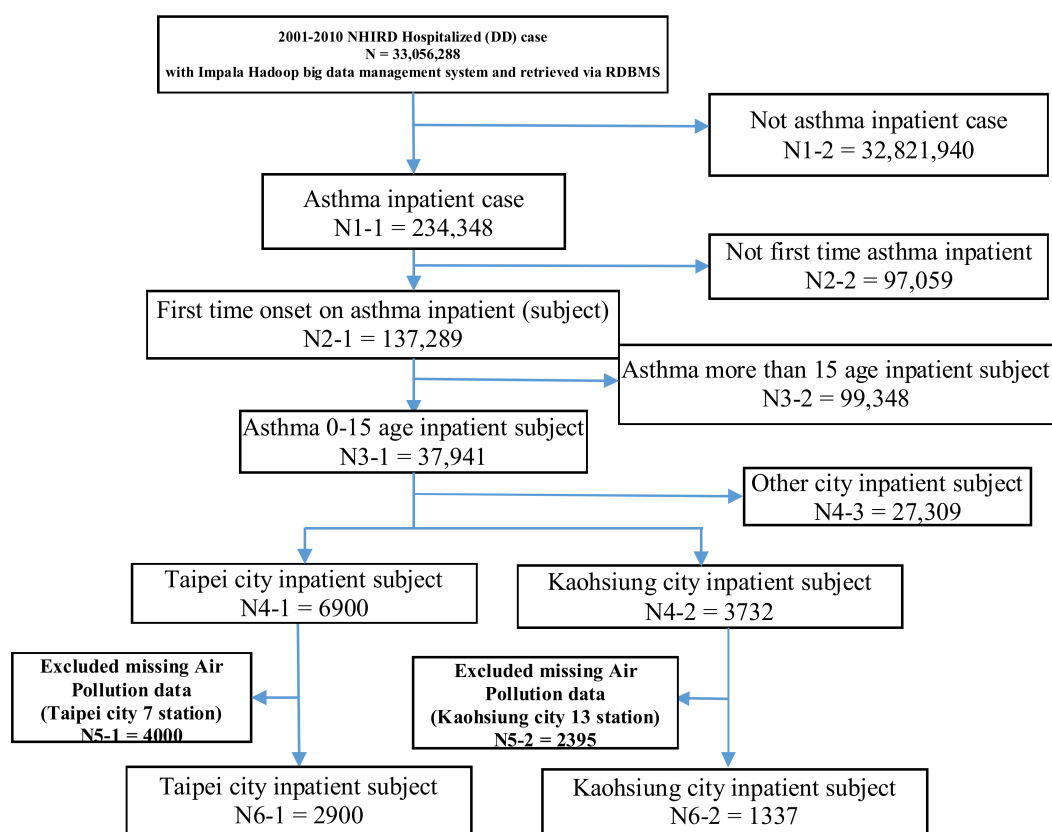 2001-2010 NHIRD Hospitalized (DD) case
N = 33,056,288
with Impala Hadoop big data management system and retrieved via RDBMS
Not asthma inpatient case
N1-2 = 32,821,940
Asthma inpatient case
N1-1 = 234,348
Not first time asthma inpatient
N2-2 = 97,059
First time onset on asthma inpatient (subject)
N2-1 = 137,289
Asthma more than 15 age inpatient subject
N3-2 = 99,348
Asthma 0-15 age inpatient subject
N3-1 = 37,941
Other city inpatient subject
N4-3 = 27,309
Taipei city inpatient subject
N4-1 = 6900
Kaohsiung city inpatient subject
N4-2 = 3732
Excluded missing Air
Pollution data
(Taipei city 7 station)
N5-1 = 4000
Excluded missing Air
Pollution data
(Kaohsiung city 13 station)
N5-2 = 2395
Taipei city inpatient subject
N6-1 = 2900
Kaohsiung city inpatient subject
N6-2 = 1337